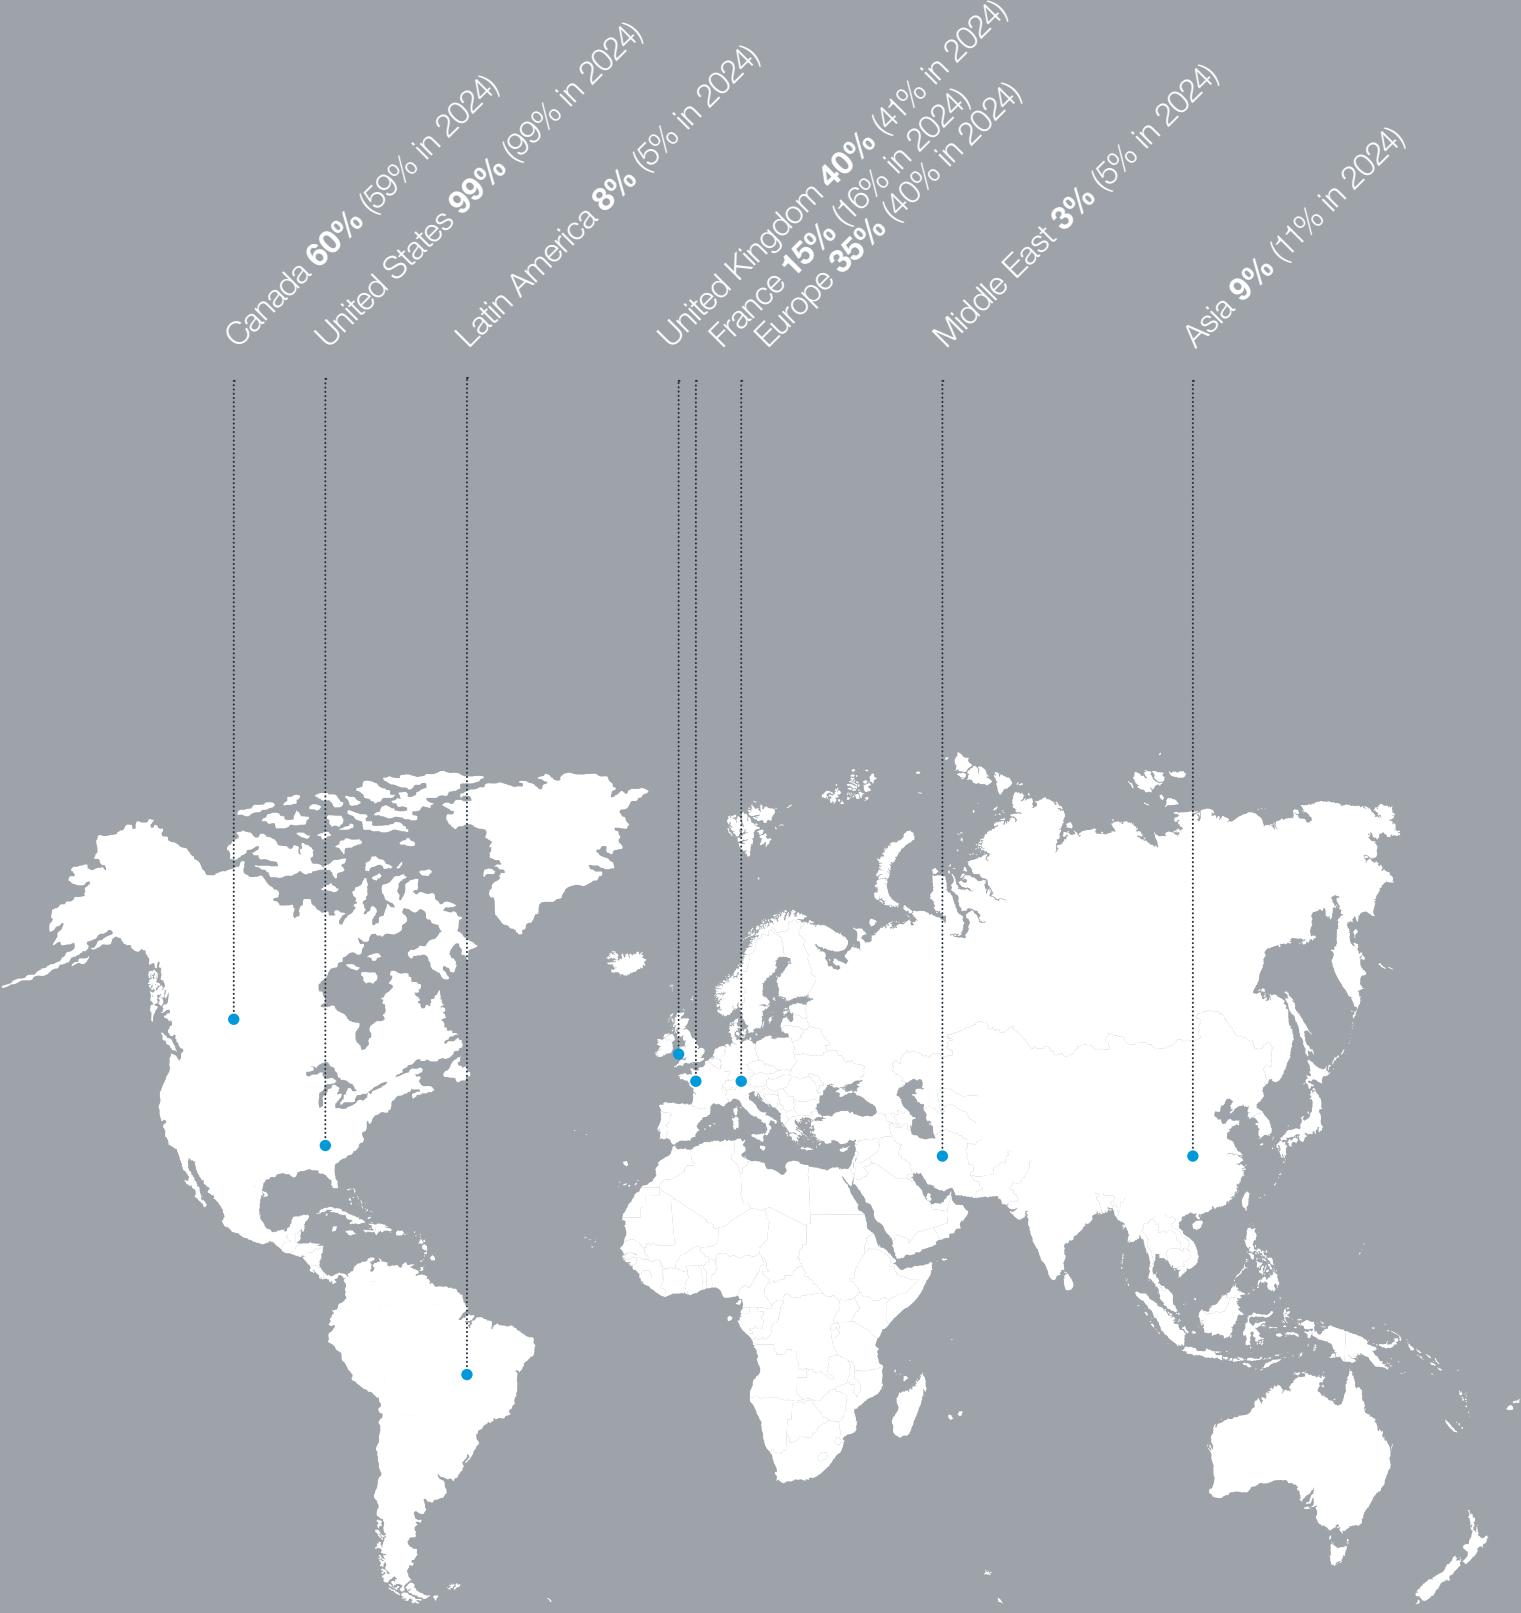 Canada 60% (59% in 2024)
United States 99% (99% in 2024)
Latin America 8% (5% in 2024)
United Kingdom 40% (41% in 2024)
France 15% (16% in 2024)
Europe 35% (40% in 2024)
Middle East 3% (5% in 2024)
Asia 9% (11% in 2024)